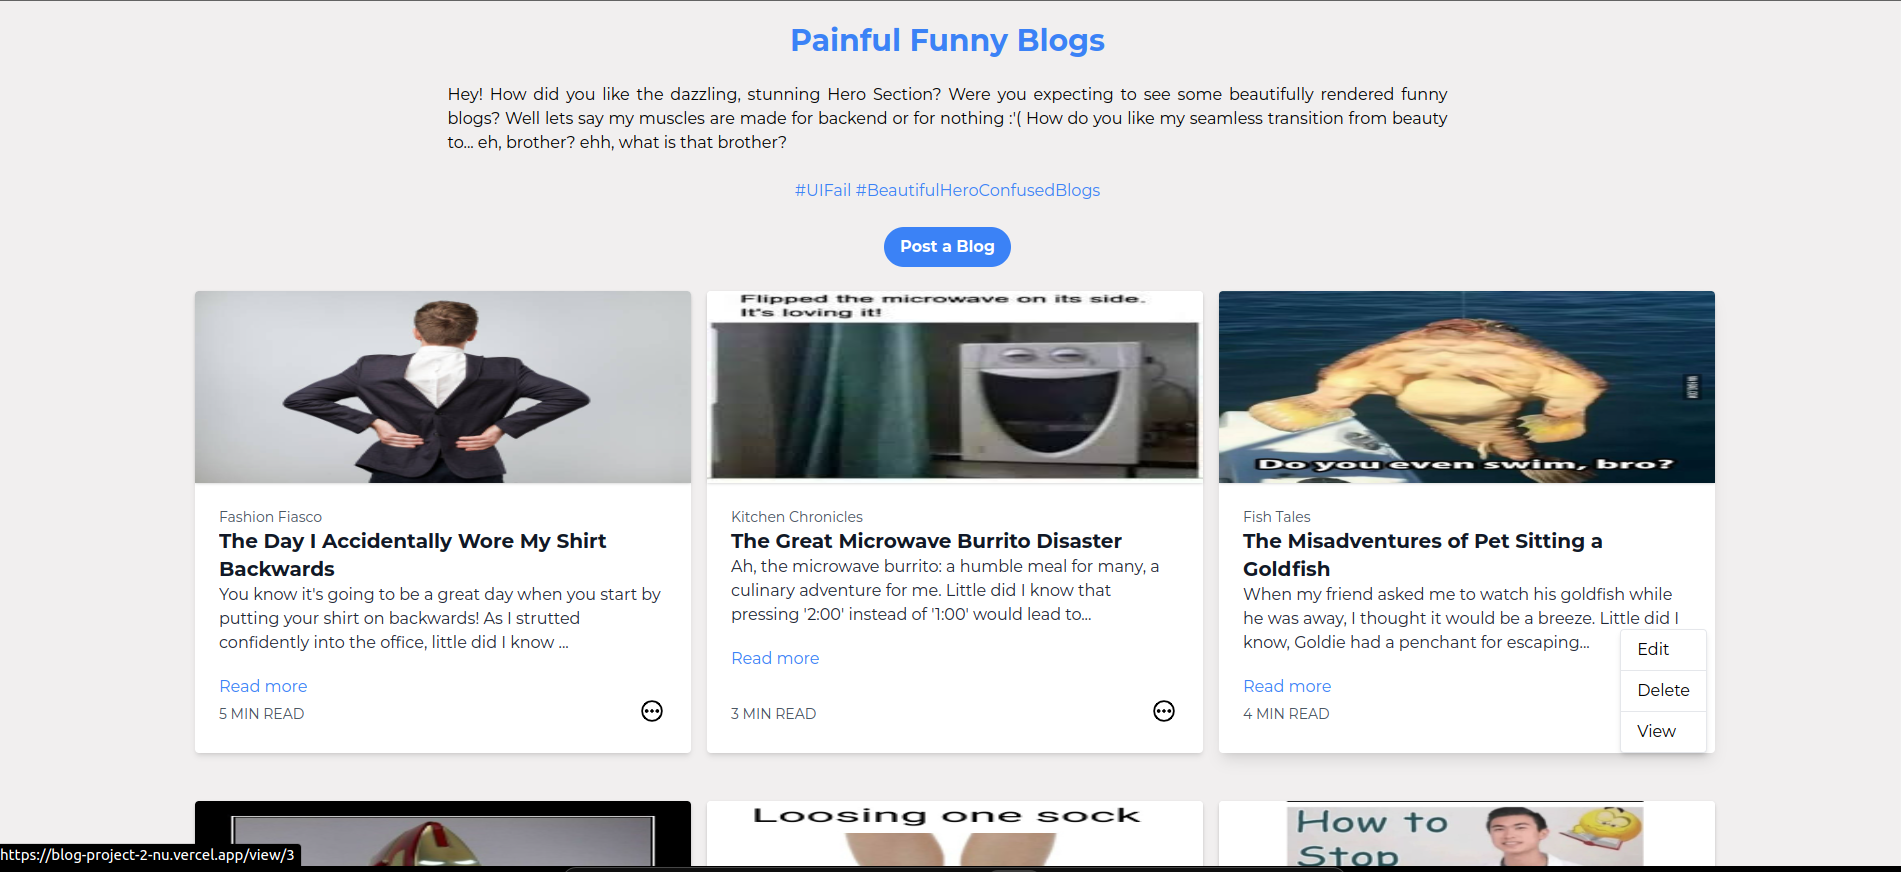 Painful Funny Blogs
Hey! How did you like the dazzling, stunning Hero Section? Were you expecting to see some beautifully rendered funny
blogs? Well lets say my muscles are made for backend or for nothing :'( How do you like my seamless transition from beauty
to... eh, brother? ehh, what is that brother?
#UIFail #BeautifulHeroConfusedBlogs
Post a Blog
Fashion Fiasco
The Day I Accidentally Wore My Shirt
Backwards
You know it's going to be a great day when you start by
putting your shirt on backwards! As I strutted
confidently into the office, little did I know ...
Read more
5 MIN READ
Flipped the microwave on its side.
It's loving it!
Kitchen Chronicles
The Great Microwave Burrito Disaster
Ah, the microwave burrito: a humble meal for many, a
culinary adventure for me. Little did I know that
pressing '2:00' instead of '1:00' would lead to...
Read more
3 MIN READ
Do you even swim, bro?
Fish Tales
The Misadventures of Pet Sitting a
Goldfish
When my friend asked me to watch his goldfish while
he was away, I thought it would be a breeze. Little did I
know, Goldie had a penchant for escaping...
Read more
4 MIN READ
Edit
Delete
View
Loosing one sock
How to
Stop
https://blog-project-2-nu.vercel.app/view/3